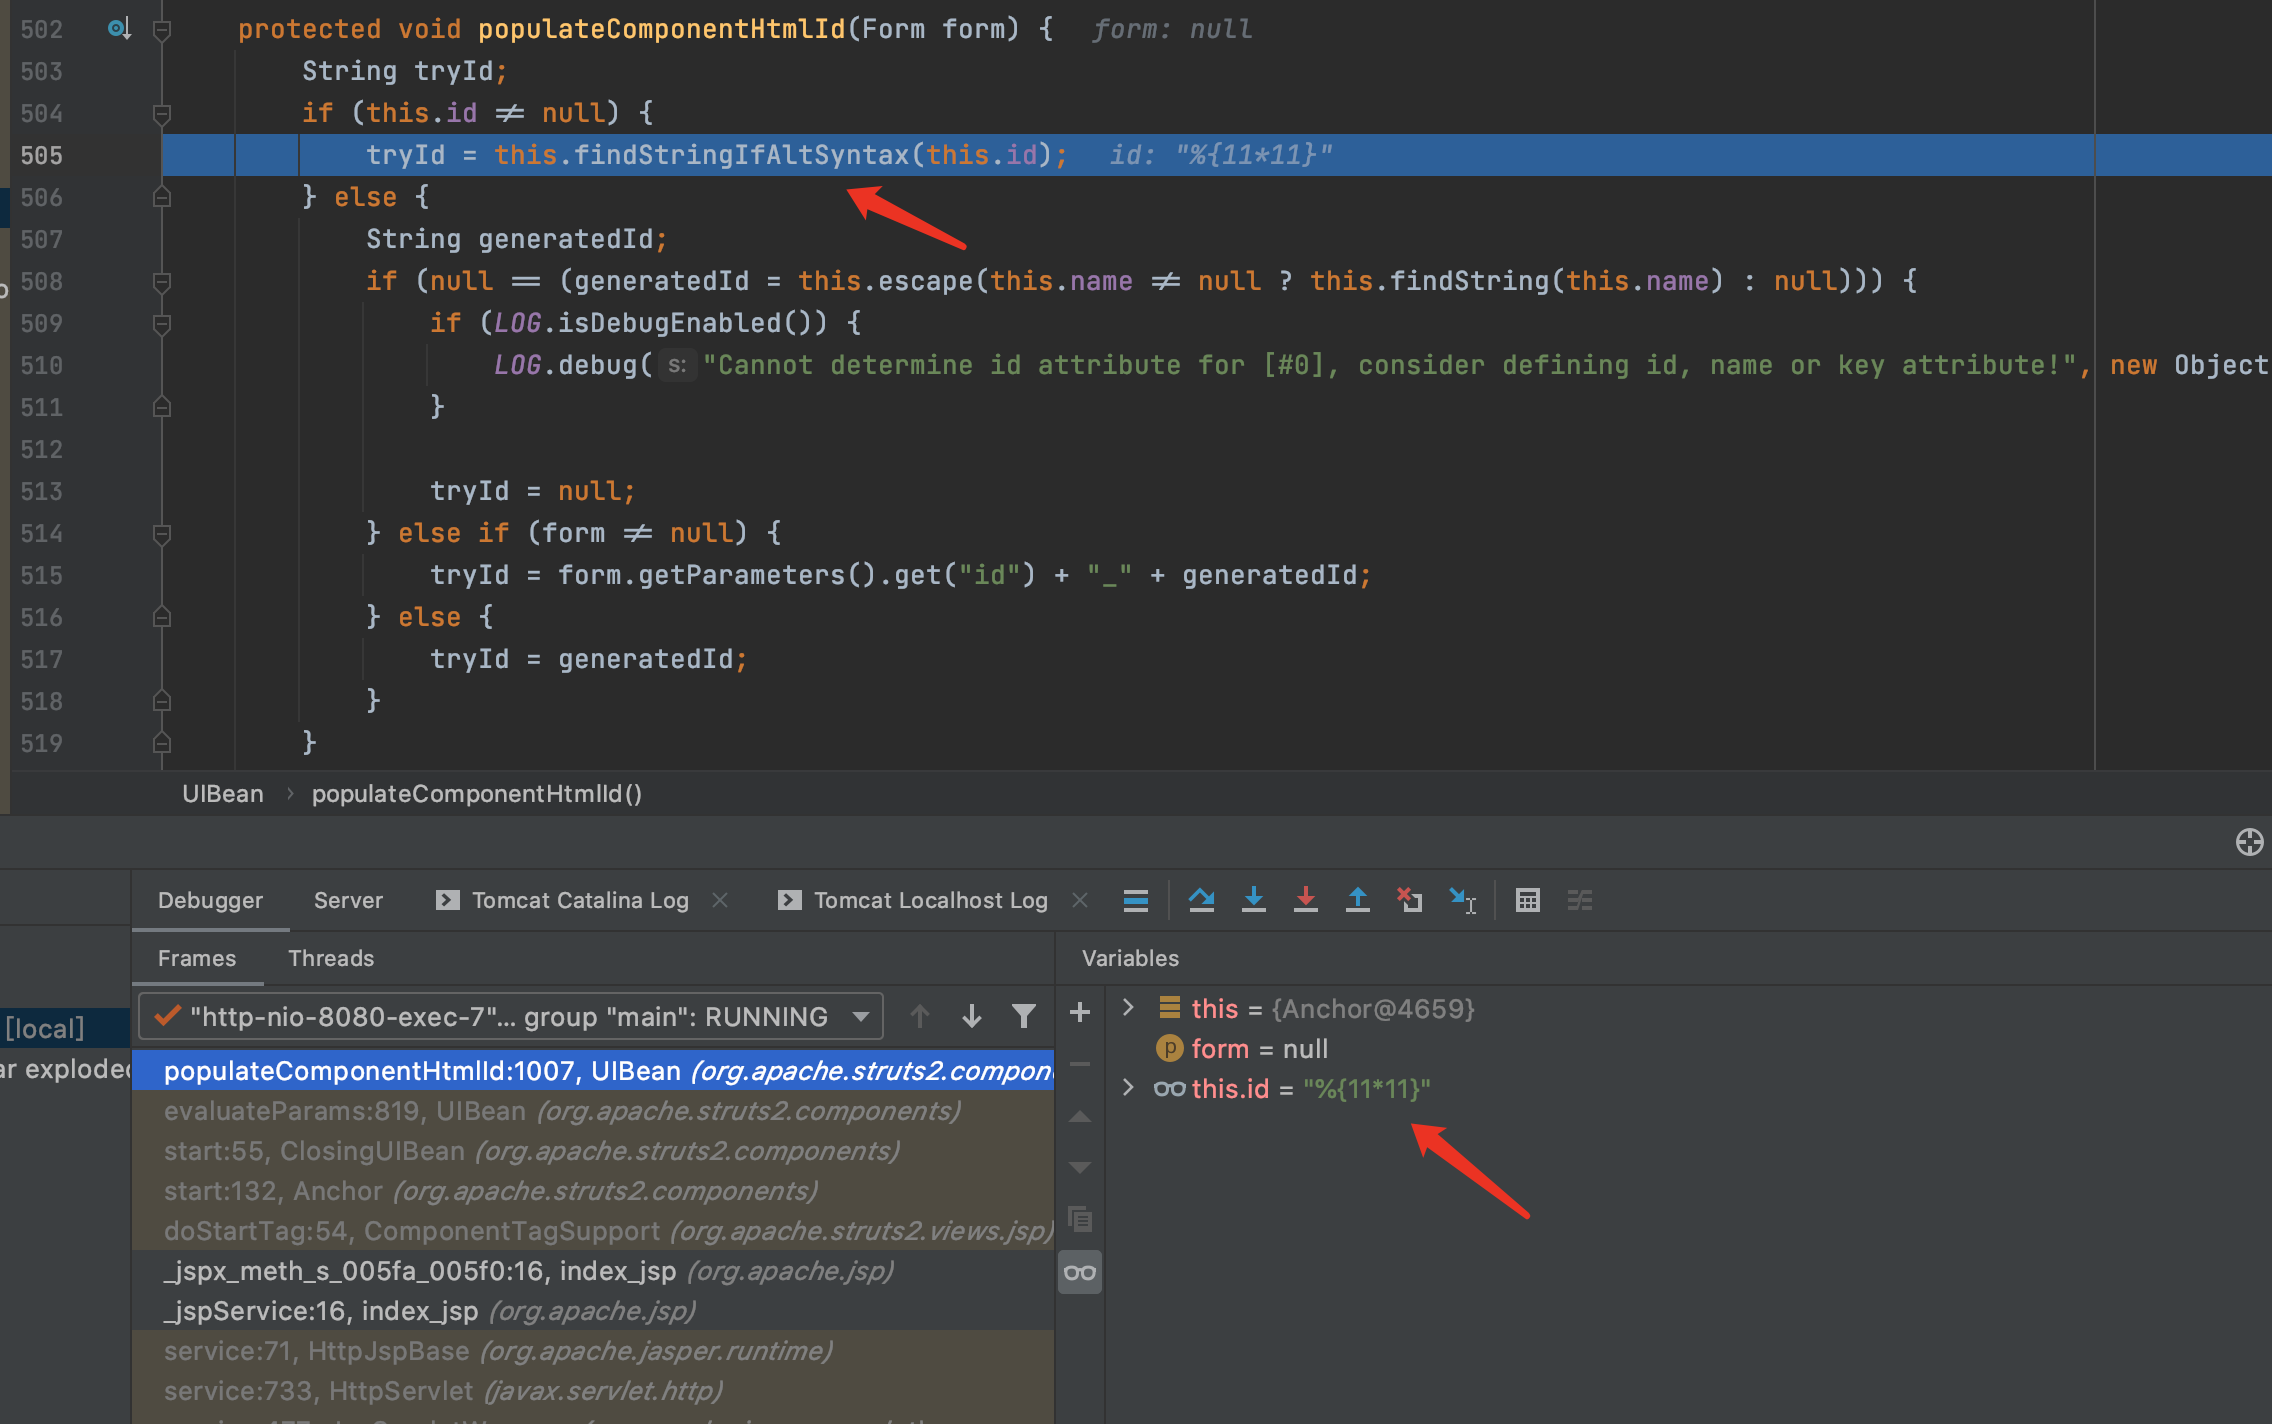 502 protected void populateComponentHtmlId(Form form) { form: null
503 String tryId;
504 if (this.id ≠ null) {
505 tryId = this.findStringIfAltSyntax(this.id); id: "%{11*11}"
506 } else {
507 String generatedId;
508 if (null == (generatedId = this.escape(this.name ≠ null ? this.findString(this.name) : null))) {
509 if (LOG.isDebugEnabled()) {
510 LOG.debug( s: "Cannot determine id attribute for [#0], consider defining id, name or key attribute!", new Object
511 }
512
513 tryId = null;
514 } else if (form ≠ null) {
515 tryId = form.getParameters().get("id") + "_" + generatedId;
516 } else {
517 tryId = generatedId;
518 }
519 }
UIBean › populateComponentHtmlId()
Debugger Server Tomcat Catalina Log Tomcat Localhost Log
Frames Threads Variables
[local]
ar exploded
"http-nio-8080-exec-7"... group "main": RUNNING
populateComponentHtmlId:1007, UIBean (org.apache.struts2.compon
evaluateParams:819, UIBean (org.apache.struts2.components)
start:55, ClosingUIBean (org.apache.struts2.components)
start:132, Anchor (org.apache.struts2.components)
doStartTag:54, ComponentTagSupport (org.apache.struts2.views.jsp)
_jspx_meth_s_005fa_005f0:16, index_jsp (org.apache.jsp)
_jspService:16, index_jsp (org.apache.jsp)
service:71, HttpJspBase (org.apache.jasper.runtime)
service:733, HttpServlet (javax.servlet.http)
this = {Anchor@4659}
form = null
this.id = "%{11*11}"